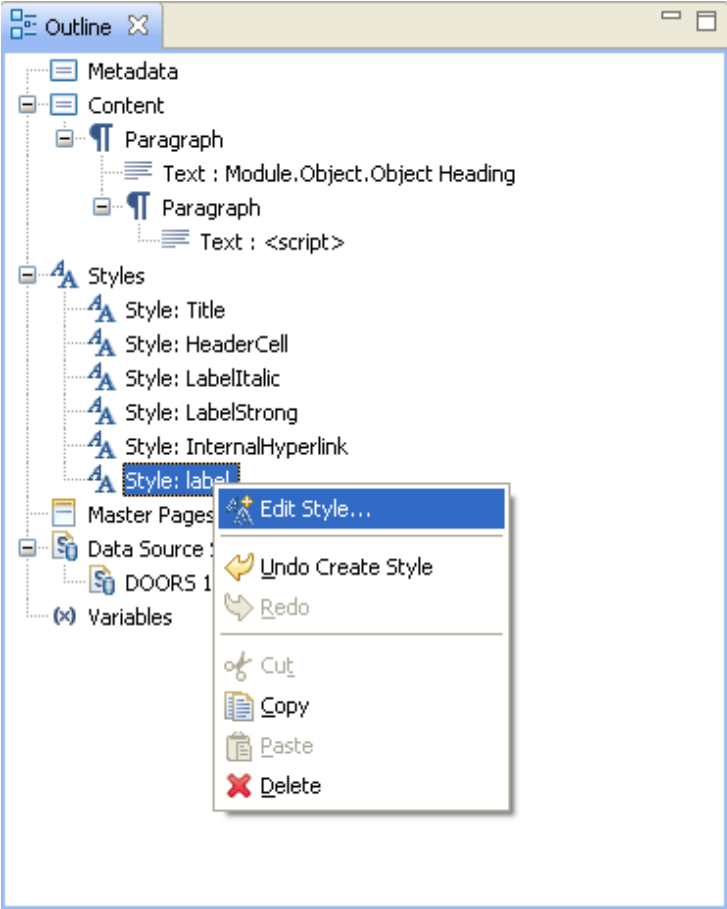 Outline
Metadata
Content
Paragraph
Text : Module.Object.Object Heading
Paragraph
Text : <script>
Styles
Style: Title
Style: HeaderCell
Style: LabelItalic
Style: LabelStrong
Style: InternalHyperlink
Style: label
Master Pages
Data Source
DOORS 1
(x) Variables
Edit Style...
Undo Create Style
Redo
Cut
Copy
Paste
Delete